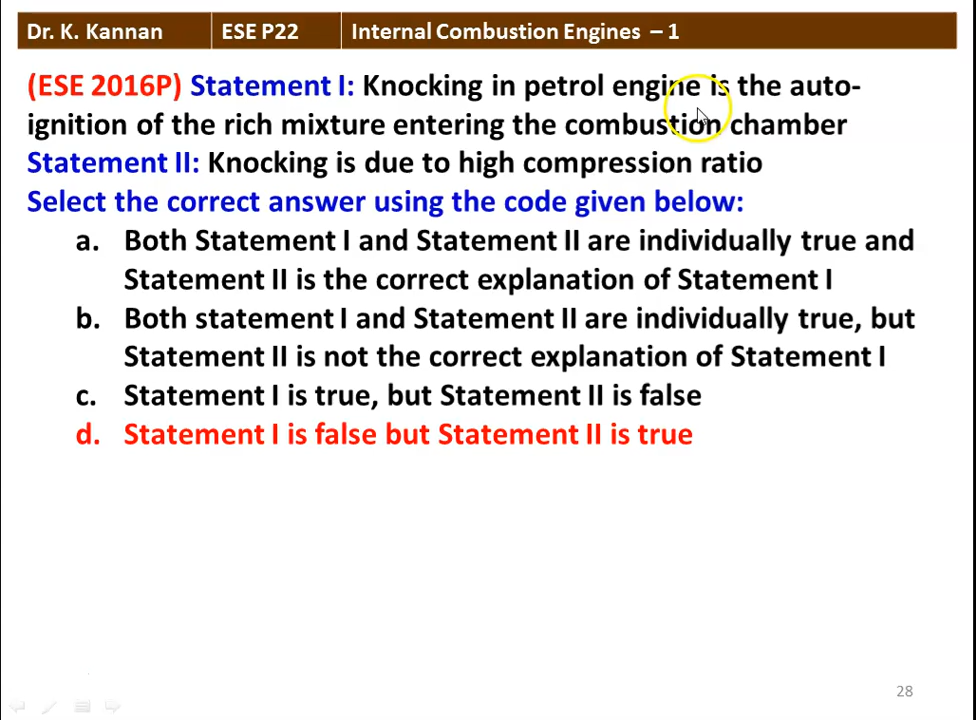 Dr. K. Kannan ESE P22 Internal Combustion Engines – 1
(ESE 2016P) Statement I: Knocking in petrol engine is the auto-
ignition of the rich mixture entering the combustion chamber
Statement II: Knocking is due to high compression ratio
Select the correct answer using the code given below:
a. Both Statement I and Statement II are individually true and
Statement II is the correct explanation of Statement I
b. Both statement I and Statement II are individually true, but
Statement II is not the correct explanation of Statement I
c. Statement I is true, but Statement II is false
d. Statement I is false but Statement II is true
28